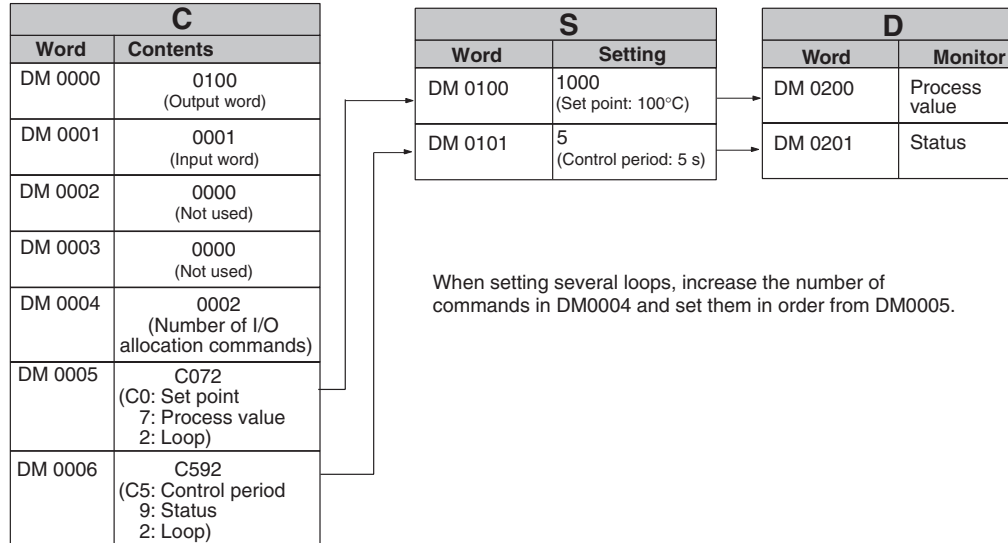 C
Word Contents
DM 0000 0100
(Output word)
DM 0001 0001
(Input word)
DM 0002 0000
(Not used)
DM 0003 0000
(Not used)
DM 0004 0002
(Number of I/O
allocation commands)
DM 0005 C072
(C0: Set point
7: Process value
2: Loop)
DM 0006 C592
(C5: Control period
9: Status
2: Loop)
S
Word Setting
DM 0100 1000
(Set point: 100°C)
DM 0101 5
(Control period: 5 s)
D
Word Monitor
DM 0200 Process
value
DM 0201 Status
When setting several loops, increase the number of
commands in DM0004 and set them in order from DM0005.